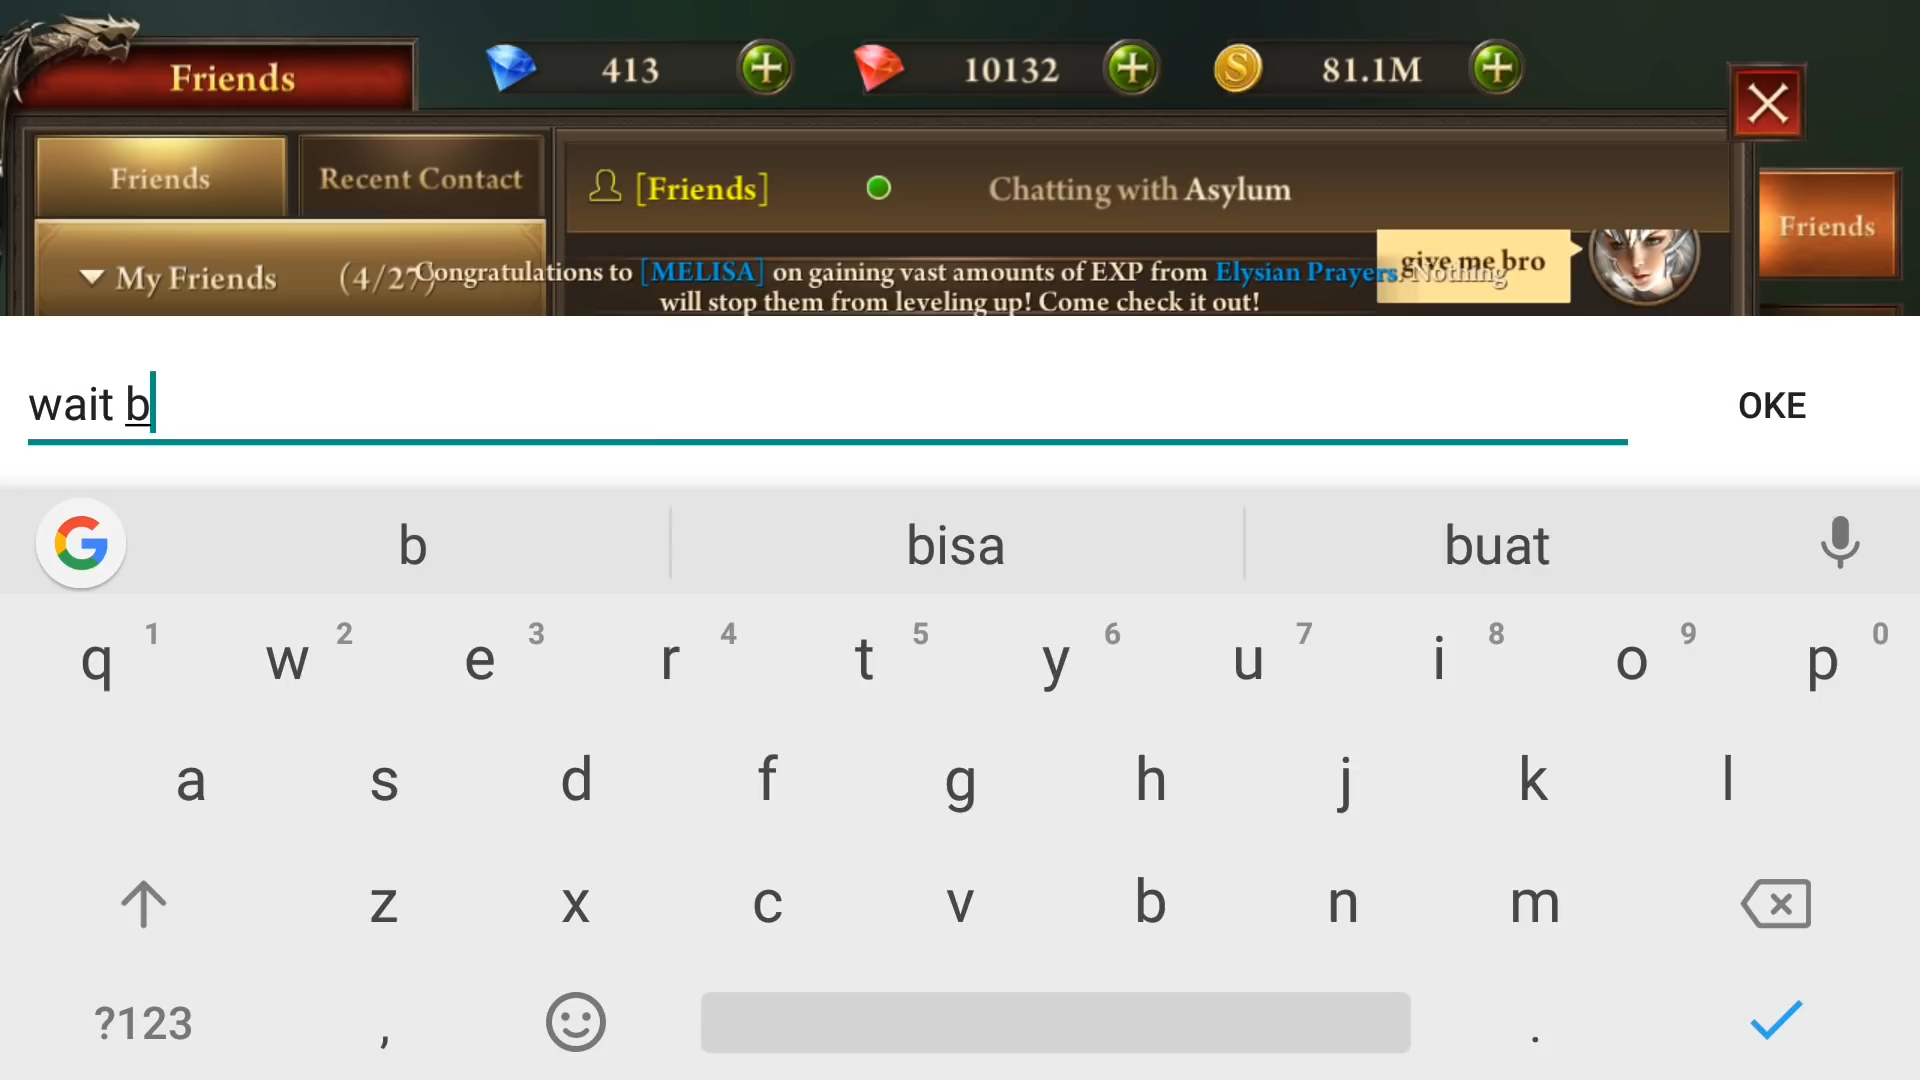 Friends
413
10132
81.1M
Friends
Recent Contact
[Friends]
Chatting with Asylum
Friends
My Friends
(4/27)
Congratulations to [MELISA] on gaining vast amounts of EXP from Elysian Prayers. Nothing
will stop them from leveling up! Come check it out!
give me bro
wait b
OKE
b
bisa
buat
q 1 w 2 e 3 r 4 t 5 y 6 u 7 i 8 o 9 p 0
a s d f g h j k l
z x c v b n m
?123 , .